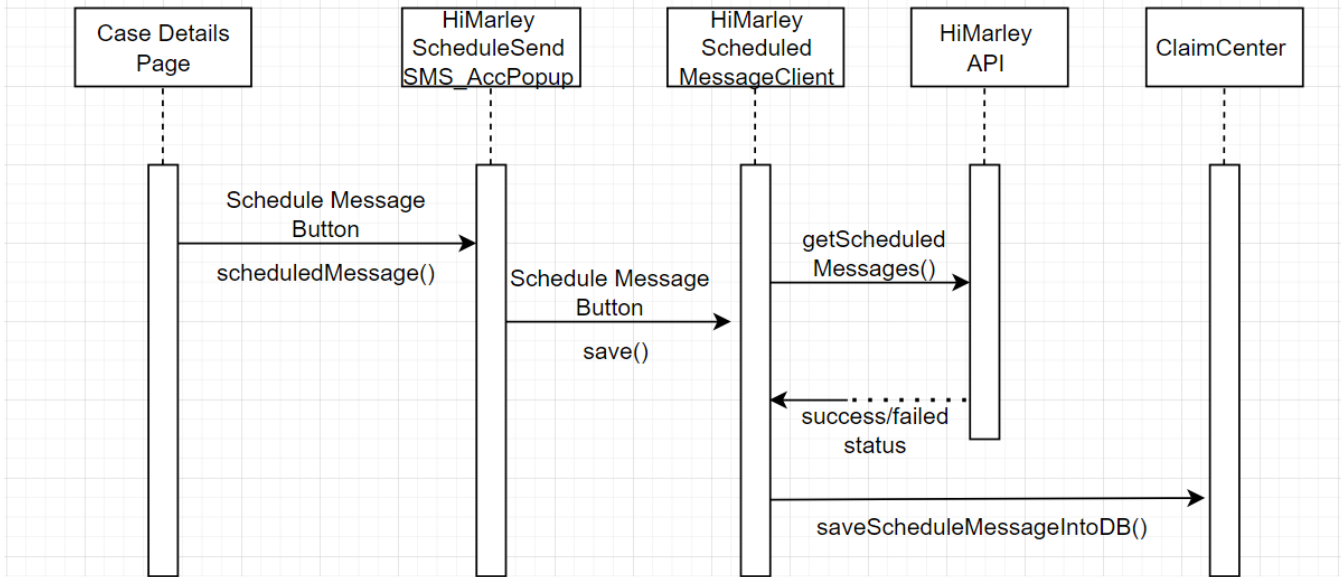 Case Details
Page
HiMarley
ScheduleSend
SMS_AccPopup
HiMarley
Scheduled
MessageClient
HiMarley
API
ClaimCenter
Schedule Message
Button
scheduledMessage()
Schedule Message
Button
save()
getScheduled
Messages()
success/failed
status
saveScheduleMessageIntoDB()